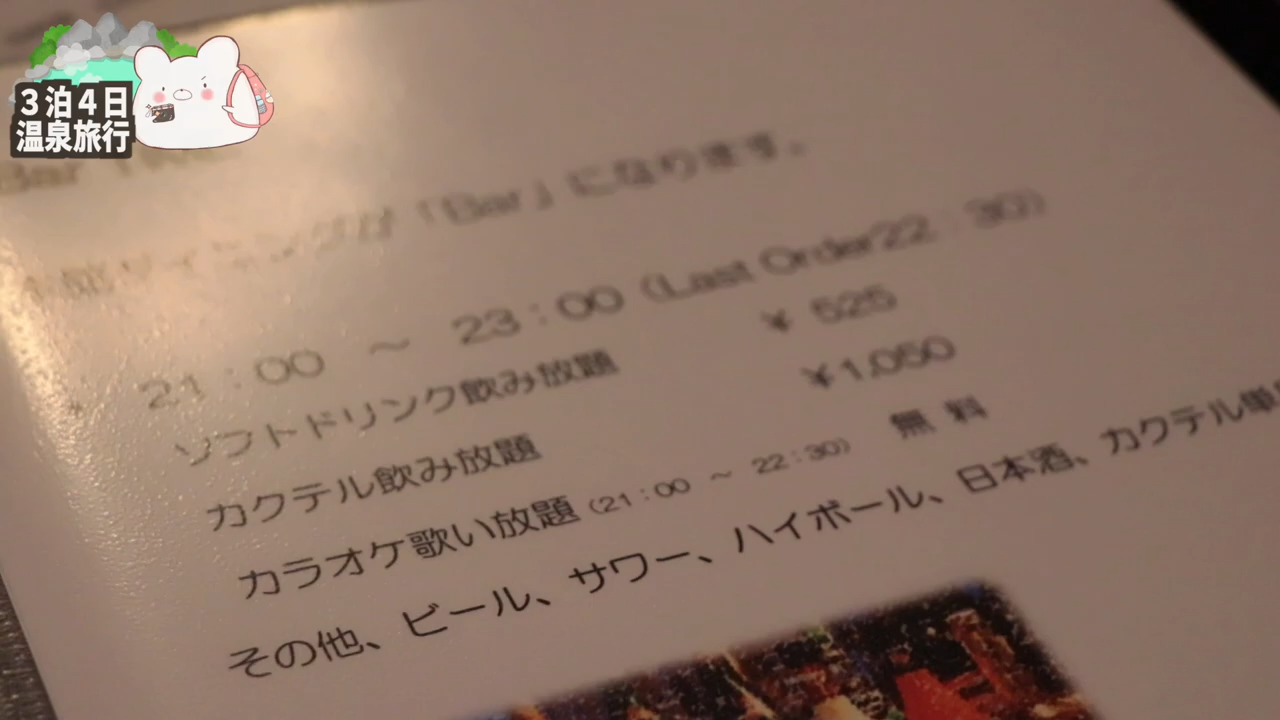 3泊4日
温泉旅行
Bar
「Bar」になります。
21:00 ～ 23:00 (Last Order22:30)
ソフトドリンク飲み放題 ¥ 525
カクテル飲み放題 ¥1,050
カラオケ歌い放題 (21:00 ～ 22:30) 無 料
その他、ビール、サワー、ハイボール、日本酒、カクテル単